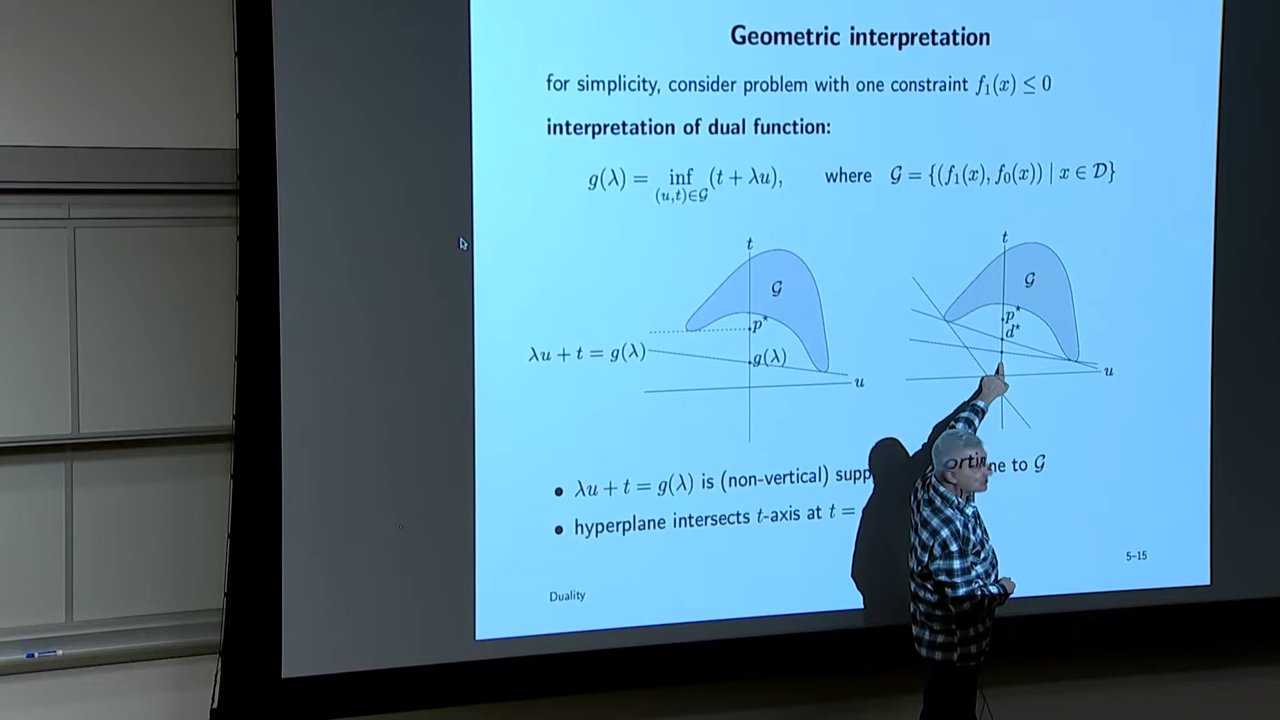 Geometric interpretation
for simplicity, consider problem with one constraint f₁(x) ≤ 0
interpretation of dual function:
g(λ) = inf (t + λu), where 𝒢 = {(f₁(x), f₀(x)) | x ∈ 𝒟}
(u,t)∈𝒢
t
𝒢
p⋆
λu + t = g(λ)
g(λ)
u
t
𝒢
p⋆
d⋆
u
• λu + t = g(λ) is (non-vertical) supp ortin ne to 𝒢
• hyperplane intersects t-axis at t =
5–15
Duality